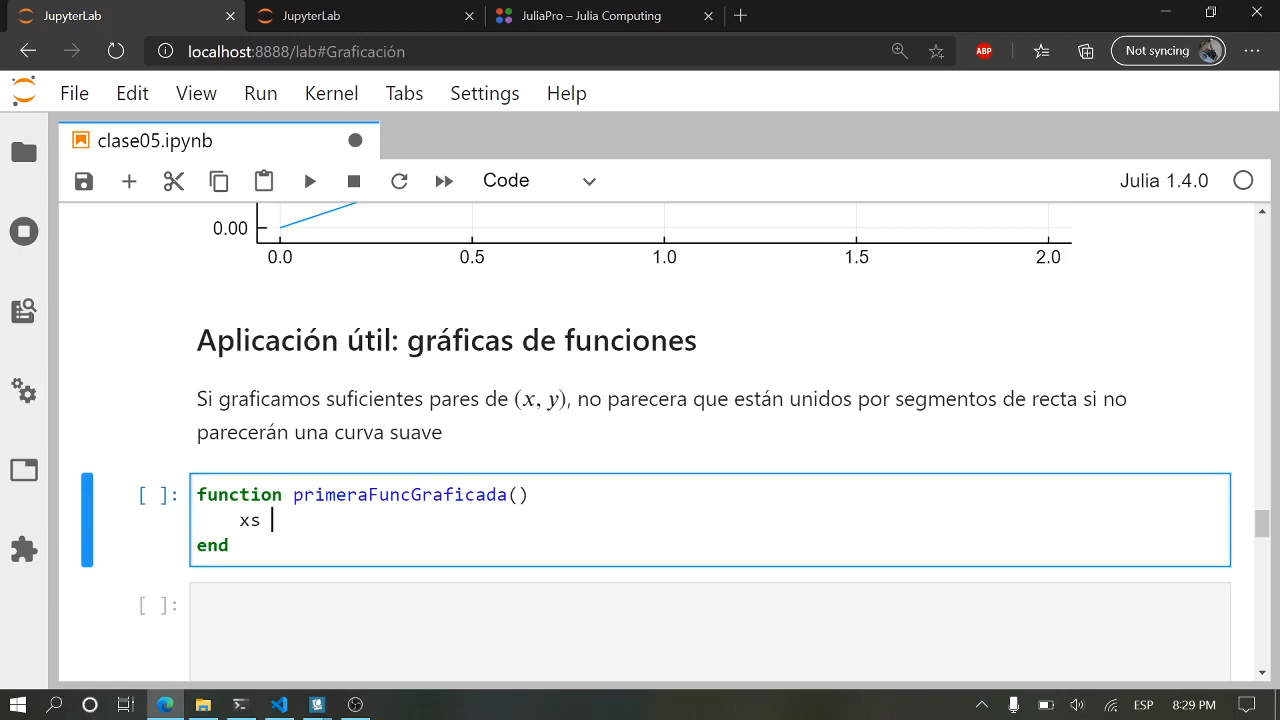 JupyterLab
JupyterLab
JuliaPro – Julia Computing
localhost:8888/lab#Graficación
ABP
Not syncing
File Edit View Run Kernel Tabs Settings Help
clase05.ipynb
Code
Julia 1.4.0
0.00
0.0 0.5 1.0 1.5 2.0
Aplicación útil: gráficas de funciones
Si graficamos suficientes pares de (x, y), no parecera que están unidos por segmentos de recta si no
parecerán una curva suave
[ ]: function primeraFuncGraficada()
xs
end
[ ]:
ESP 8:29 PM